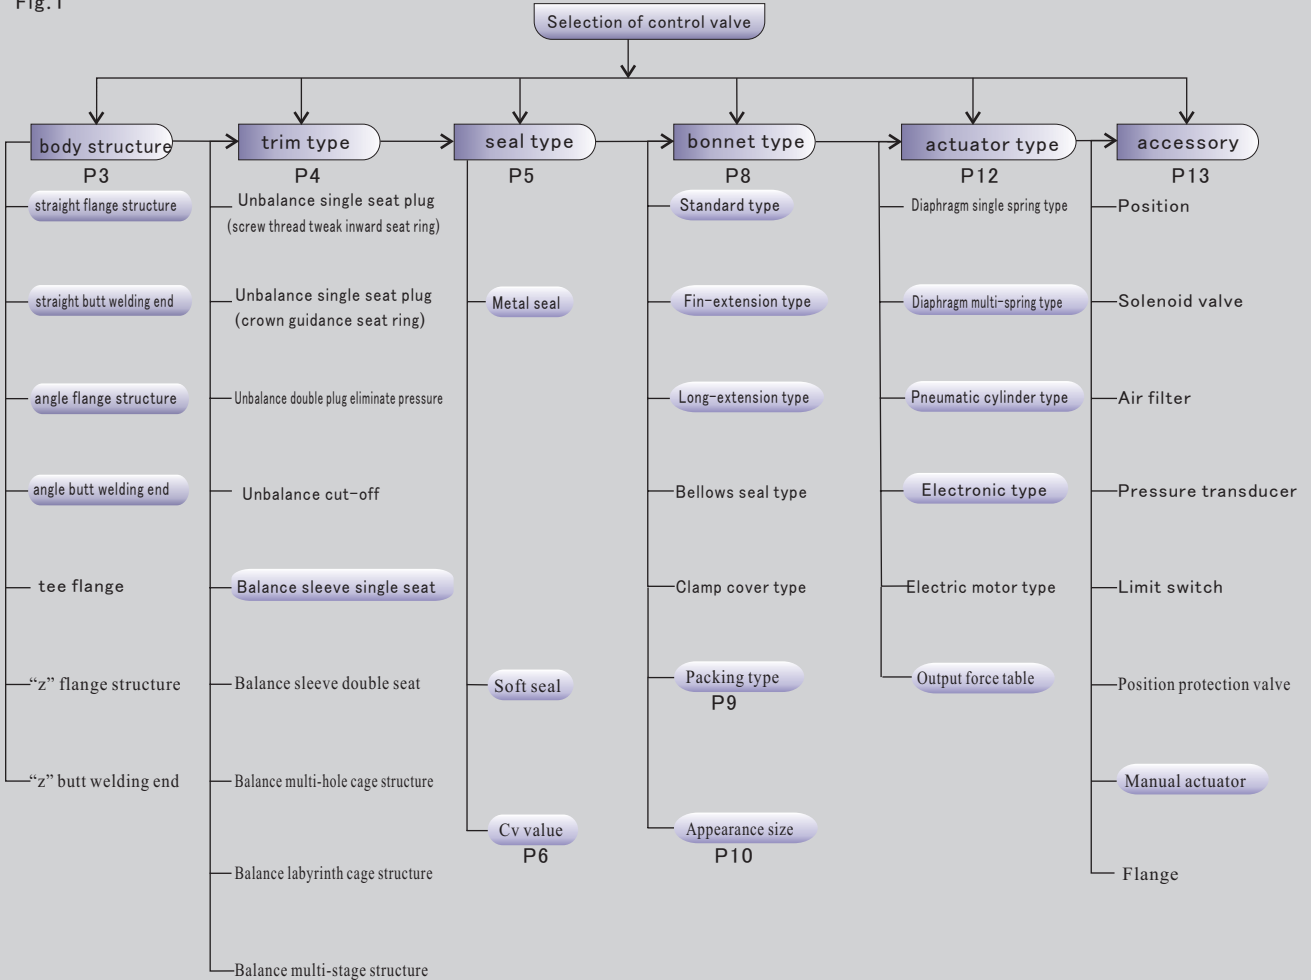 Fig.1
Selection of control valve
body structure
P3
straight flange structure
straight butt welding end
angle flange structure
angle butt welding end
tee flange
“z” flange structure
“z” butt welding end
trim type
P4
Unbalance single seat plug
(screw thread tweak inward seat ring)
Unbalance single seat plug
(crown guidance seat ring)
Unbalance double plug eliminate pressure
Unbalance cut-off
Balance sleeve single seat
Balance sleeve double seat
Balance multi-hole cage structure
Balance labyrinth cage structure
Balance multi-stage structure
seal type
P5
Metal seal
Soft seal
Cv value
P6
bonnet type
P8
Standard type
Fin-extension type
Long-extension type
Bellows seal type
Clamp cover type
Packing type
P9
Appearance size
P10
actuator type
P12
Diaphragm single spring type
Diaphragm multi-spring type
Pneumatic cylinder type
Electronic type
Electric motor type
Output force table
accessory
P13
Position
Solenoid valve
Air filter
Pressure transducer
Limit switch
Position protection valve
Manual actuator
Flange